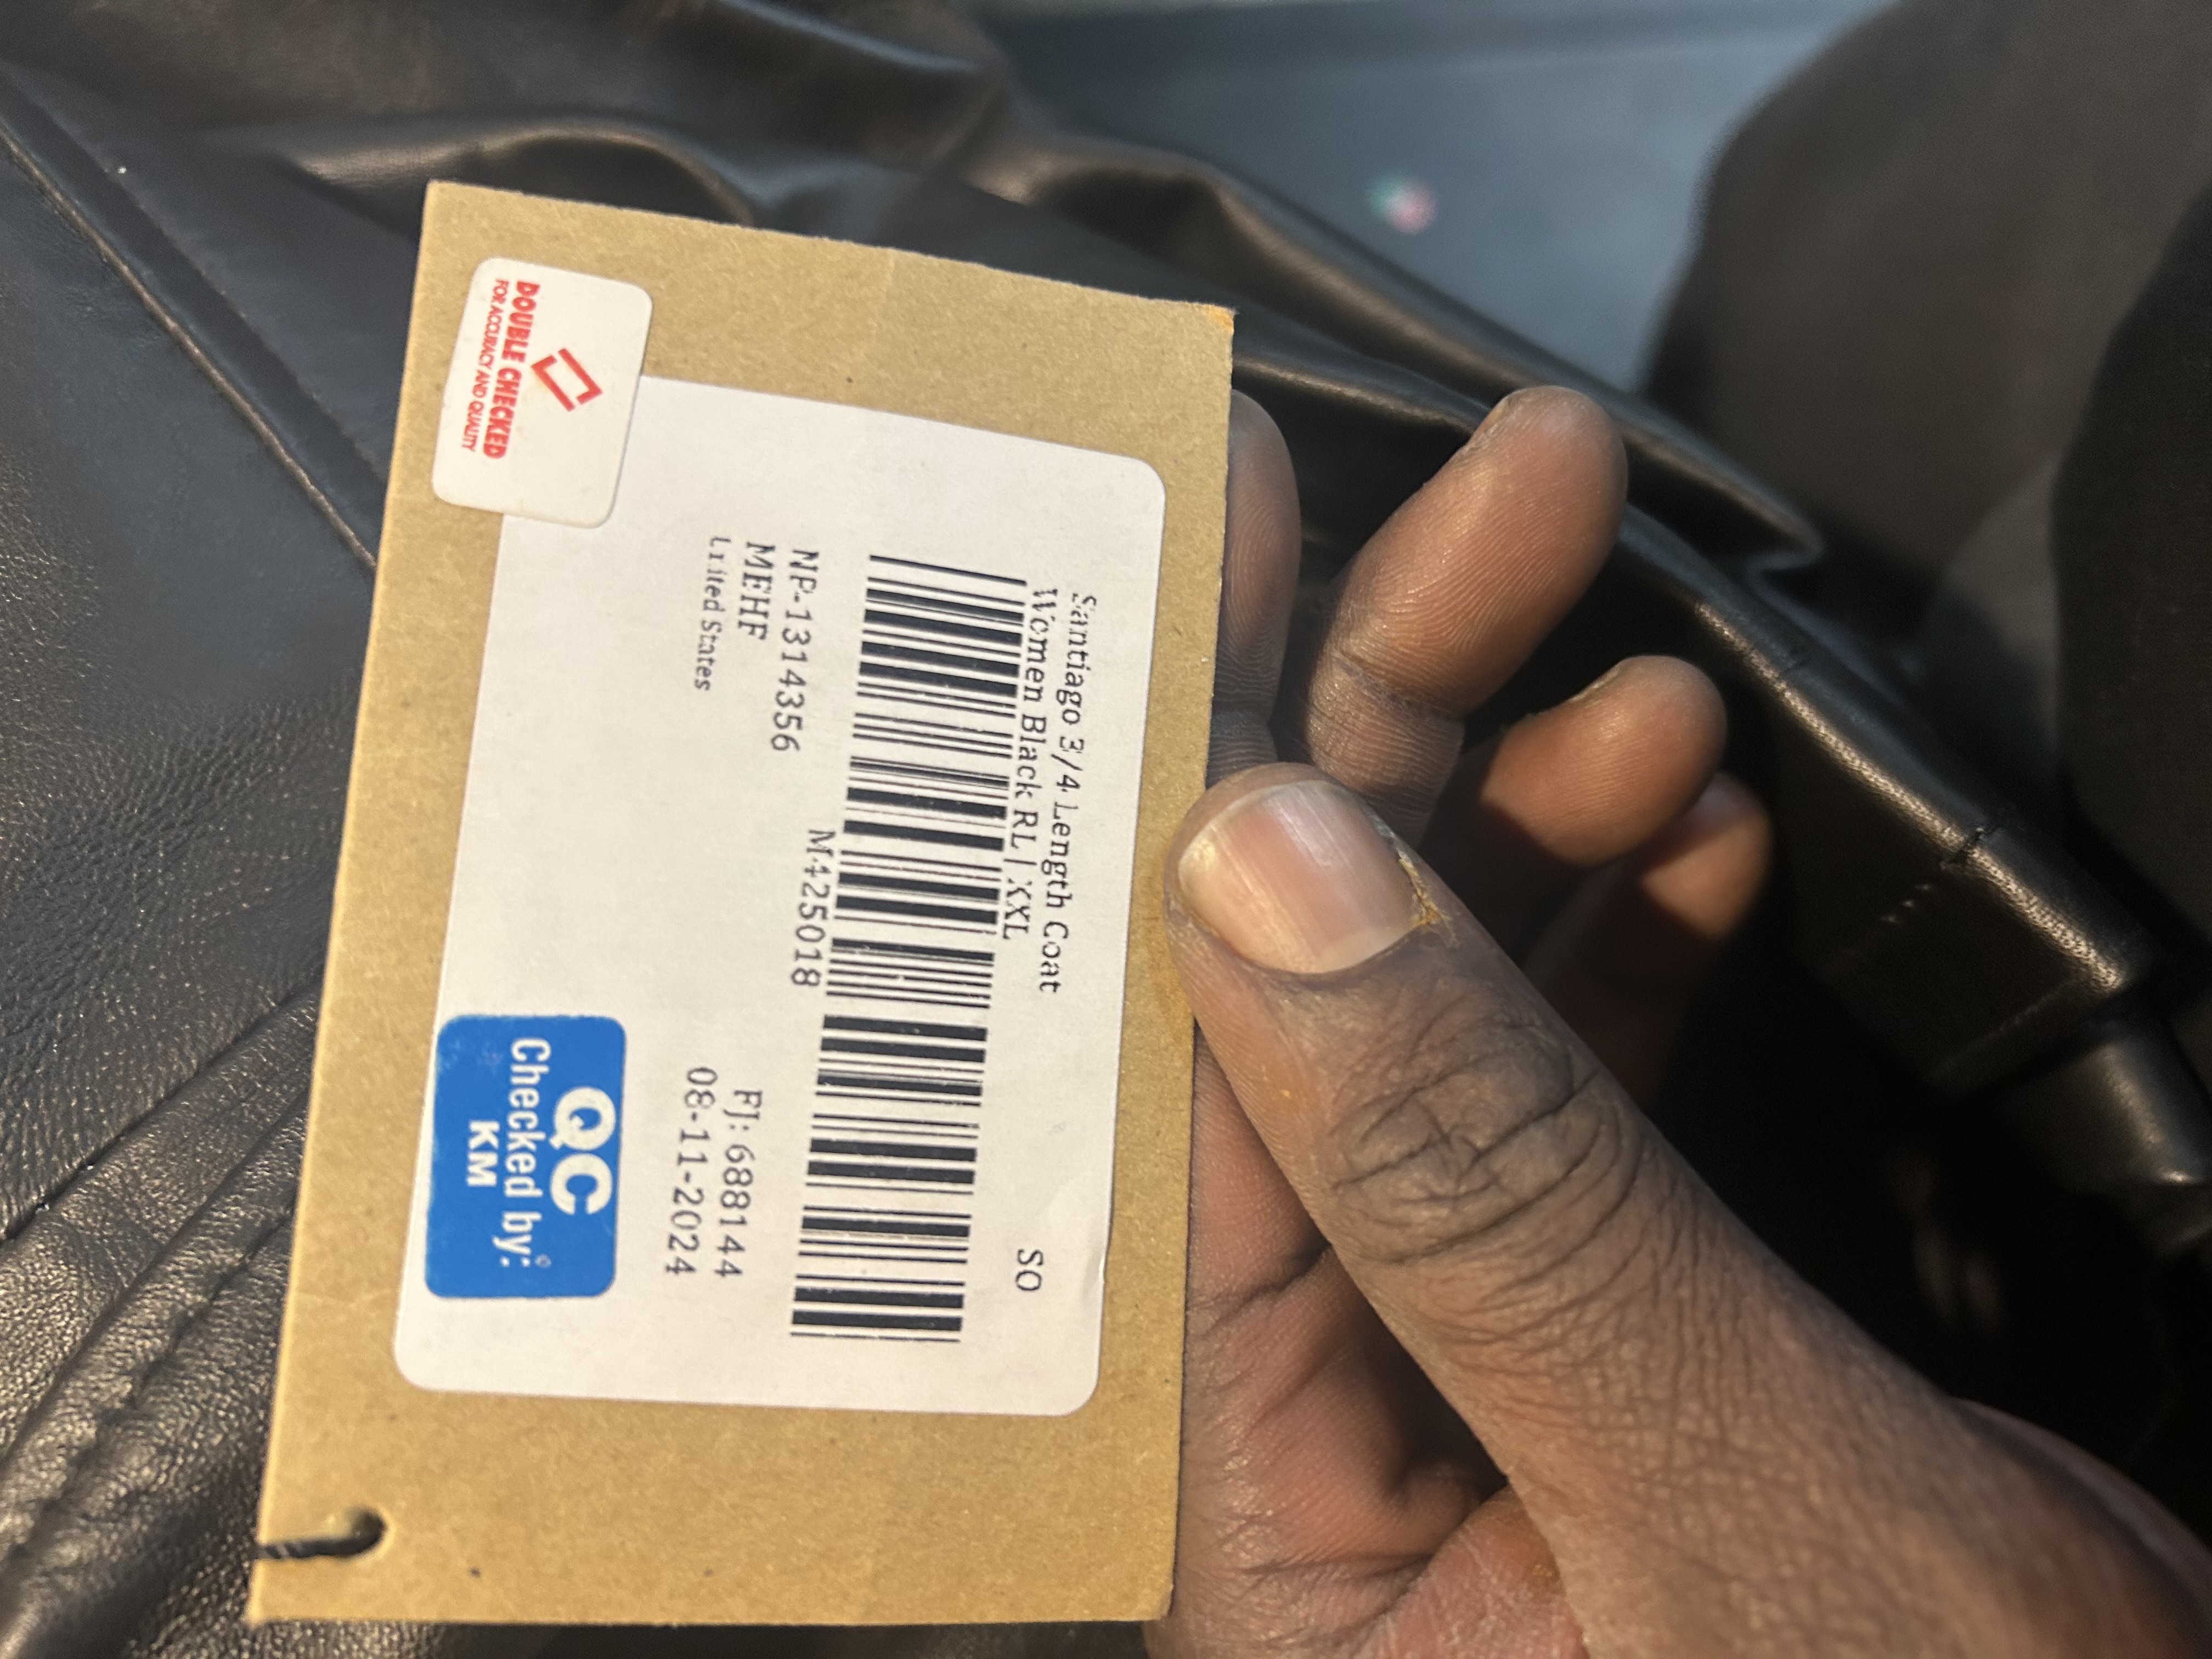 Santiago 3/4 Length Coat
Women Black RL | XXL
SO
M425018
NP-1314356
MFHF
United States
FJ: 688144
08-11-2024
DOUBLE CHECKED
FOR ACCURACY AND QUALITY
QC
Checked by:
KM